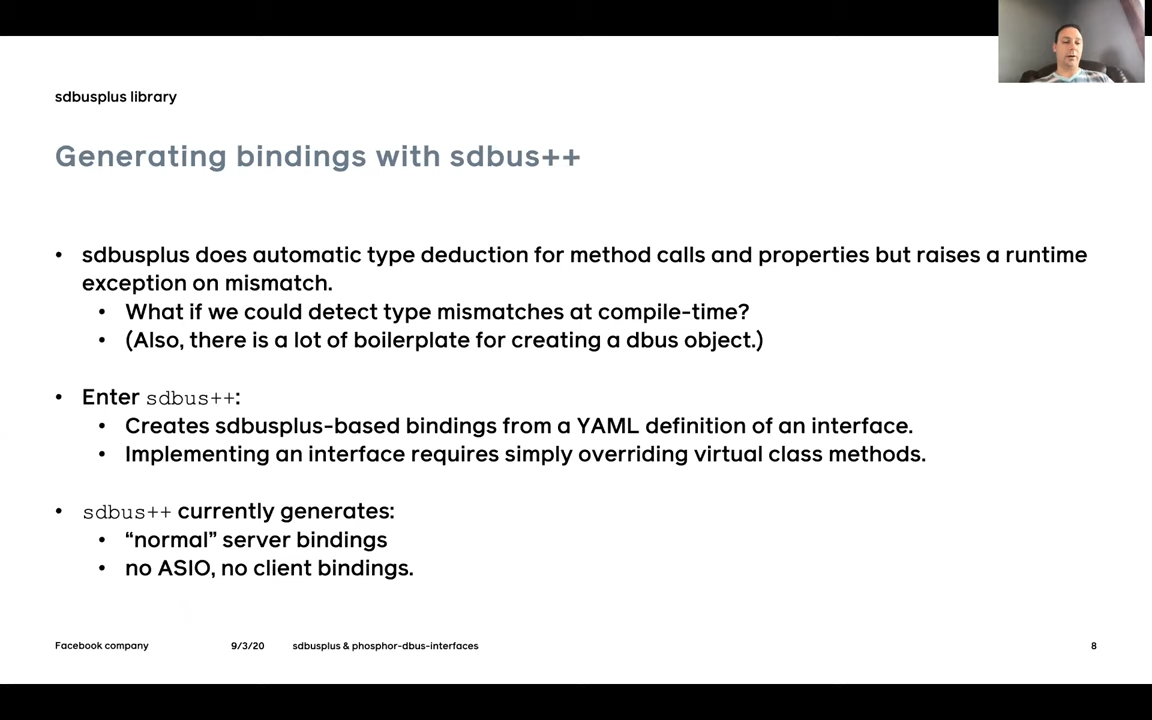 sdbusplus library
Generating bindings with sdbus++
• sdbusplus does automatic type deduction for method calls and properties but raises a runtime
exception on mismatch.
• What if we could detect type mismatches at compile-time?
• (Also, there is a lot of boilerplate for creating a dbus object.)
• Enter sdbus++:
• Creates sdbusplus-based bindings from a YAML definition of an interface.
• Implementing an interface requires simply overriding virtual class methods.
• sdbus++ currently generates:
• “normal” server bindings
• no ASIO, no client bindings.
Facebook company 9/3/20 sdbusplus & phosphor-dbus-interfaces 8